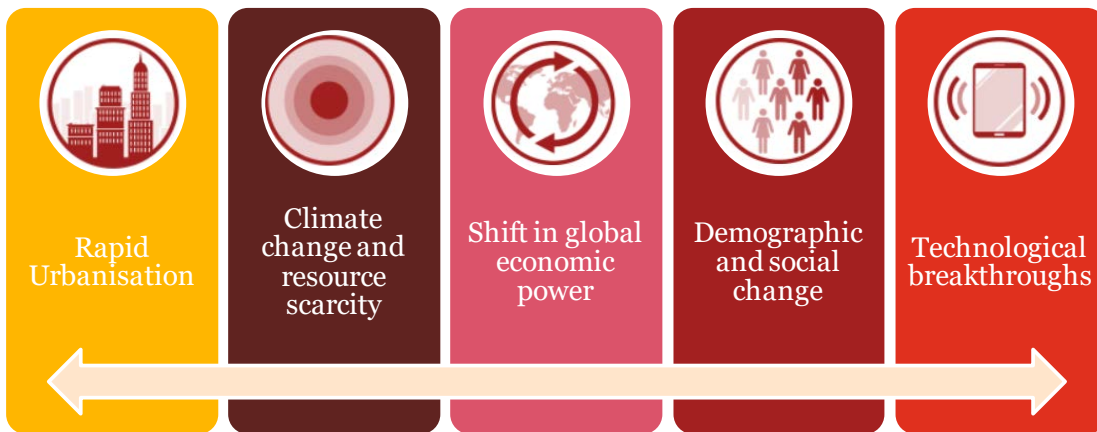 Rapid
Urbanisation
Climate
change and
resource
scarcity
Shift in global
economic
power
Demographic
and social
change
Technological
breakthroughs